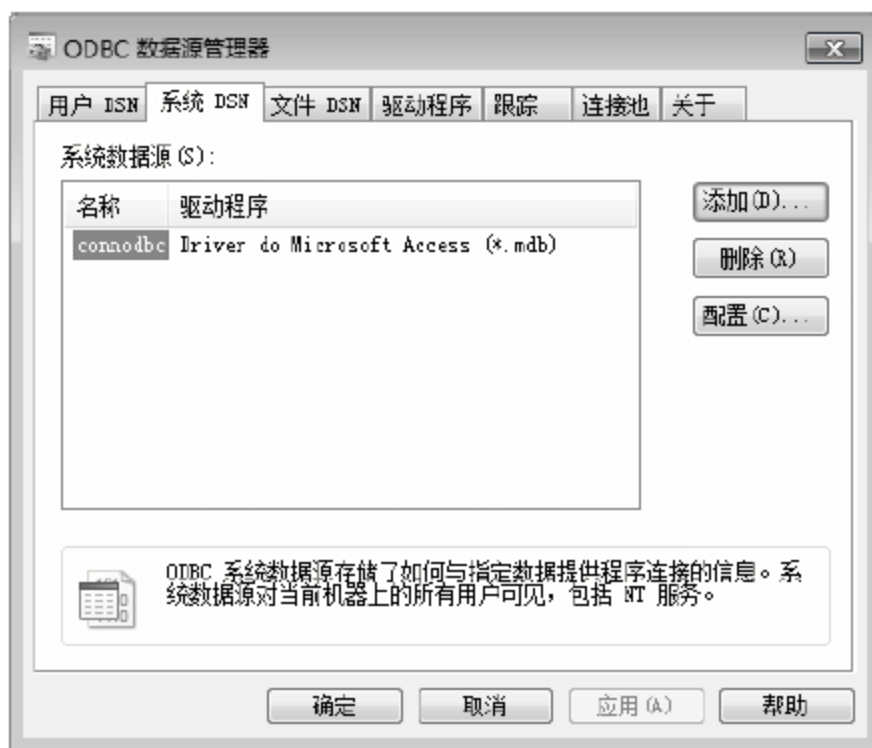 ODBC 数据源管理器
用户 DSN 系统 DSN 文件 DSN 驱动程序 跟踪 连接池 关于
系统数据源(S):
名称 驱动程序
connodbc Driver do Microsoft Access (*.mdb)
添加(D)...
删除(R)
配置(C)...
ODBC 系统数据源存储了如何与指定数据提供程序连接的信息。系
统数据源对当前机器上的所有用户可见，包括 NT 服务。
确定 取消 应用(A) 帮助